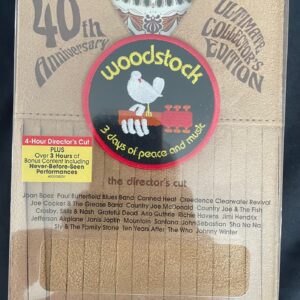 40th
Anniversary
ULTIMATE
COLLECTOR'S
EDITION
woodstock
3 days of peace and music
4-Hour Director's Cut
PLUS
Over 3 Hours of
Bonus Content Including
Never-Before-Seen
Performances
the director's cut
Joan Baez Paul Butterfield Blues Band Canned Heat Creedence Clearwater Revival
Joe Cocker & The Grease Band Country Joe McDonald Country Joe & The Fish
Crosby, Stills & Nash Grateful Dead Arlo Guthrie Richie Havens Jimi Hendrix
Jefferson Airplane Janis Joplin Mountain Santana John Sebastian Sha Na Na
Sly & The Family Stone Ten Years After The Who Johnny Winter